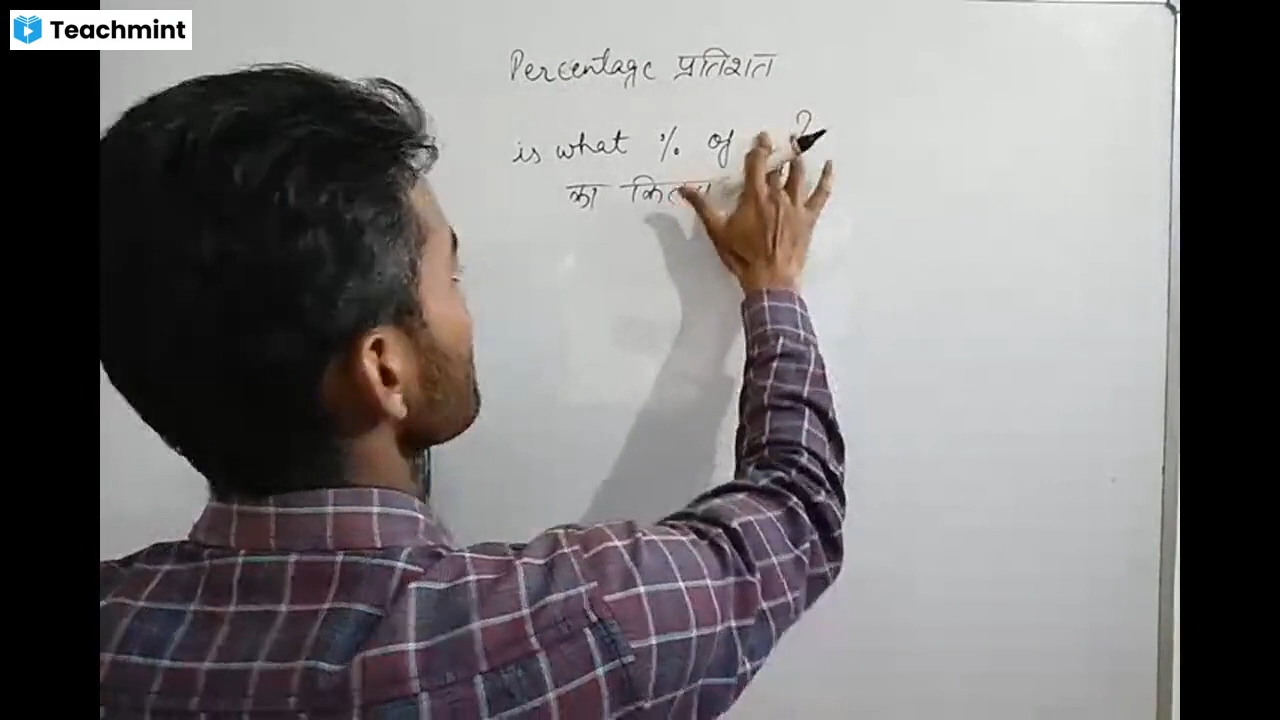 Teachmint
Percentage प्रतिशत
is what % of ?
का